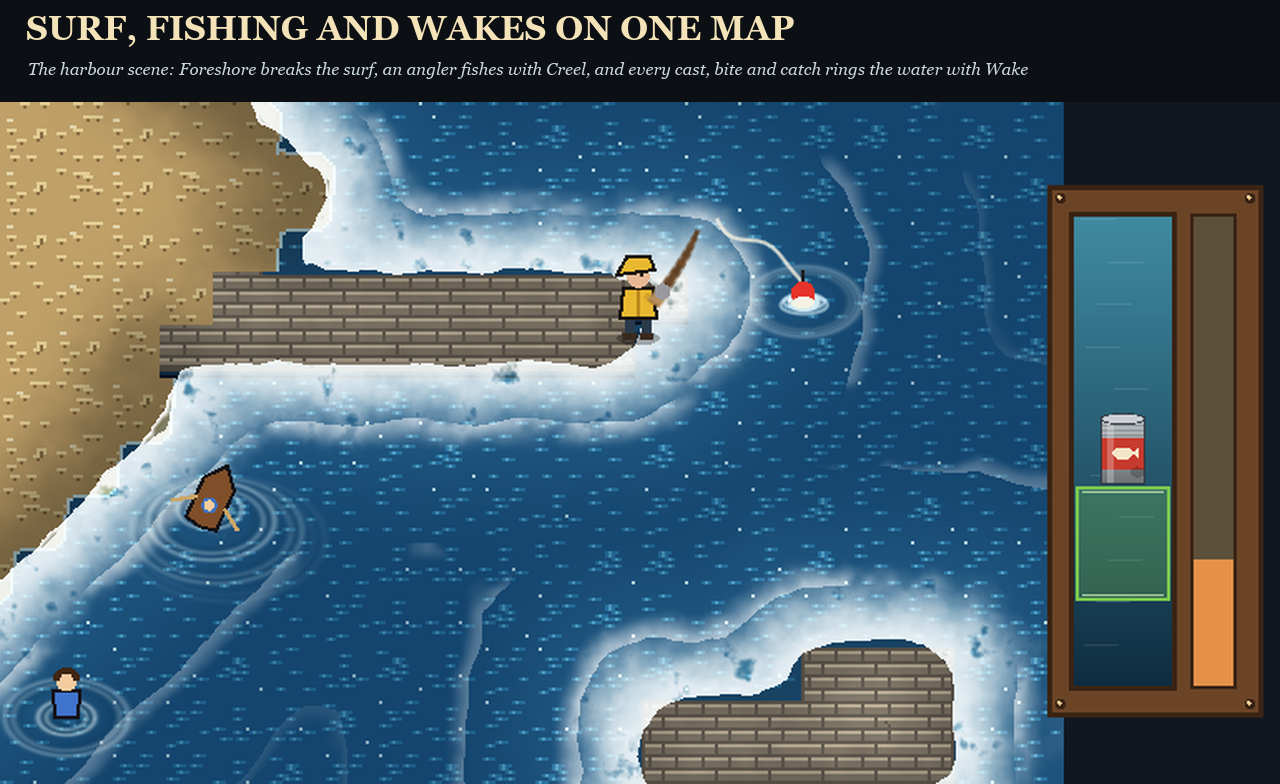 SURF, FISHING AND WAKES ON ONE MAP
The harbour scene: Foreshore breaks the surf, an angler fishes with Creel, and every cast, bite and catch rings the water with Wake